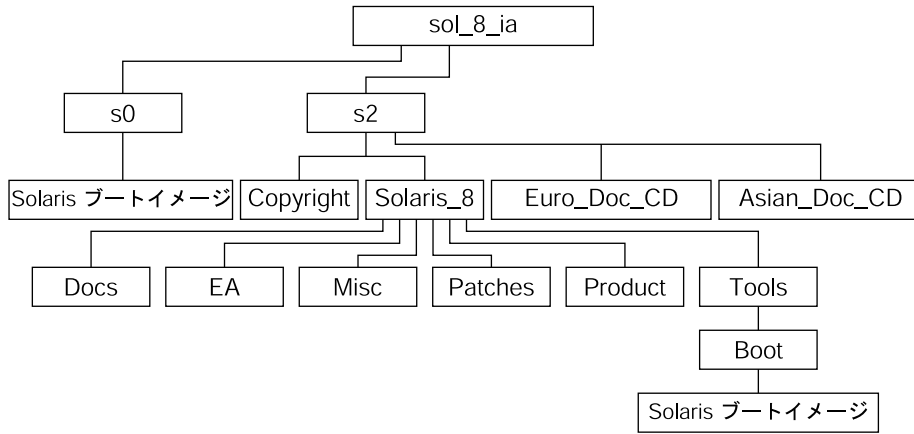 sol_8_ia
s0
s2
Solaris ブートイメージ
Copyright
Solaris_8
Euro_Doc_CD
Asian_Doc_CD
Docs
EA
Misc
Patches
Product
Tools
Boot
Solaris ブートイメージ